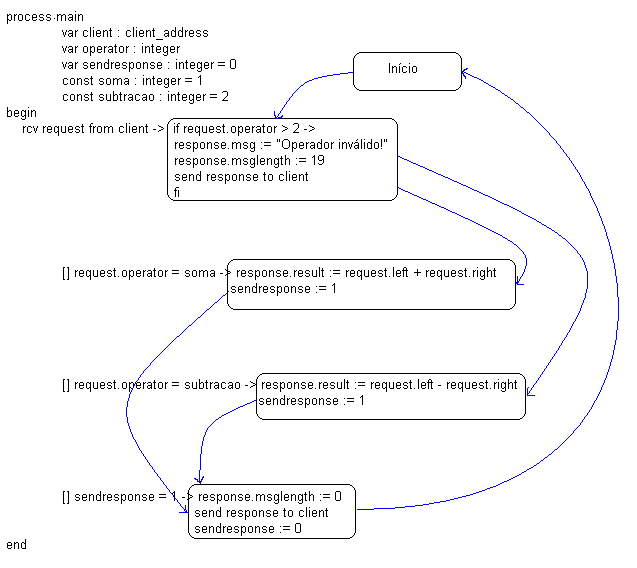 process main
var client : client_address
var operator : integer
var sendresponse : integer = 0
const soma : integer = 1
const subtracao : integer = 2
Início
begin
rcv request from client -> if request.operator > 2 ->
response.msg := "Operador inválido!"
response.msglength := 19
send response to client
fi
[] request.operator = soma -> response.result := request.left + request.right
sendresponse := 1
[] request.operator = subtracao -> response.result := request.left - request.right
sendresponse := 1
[] sendresponse = 1 -> response.msglength := 0
send response to client
sendresponse := 0
end